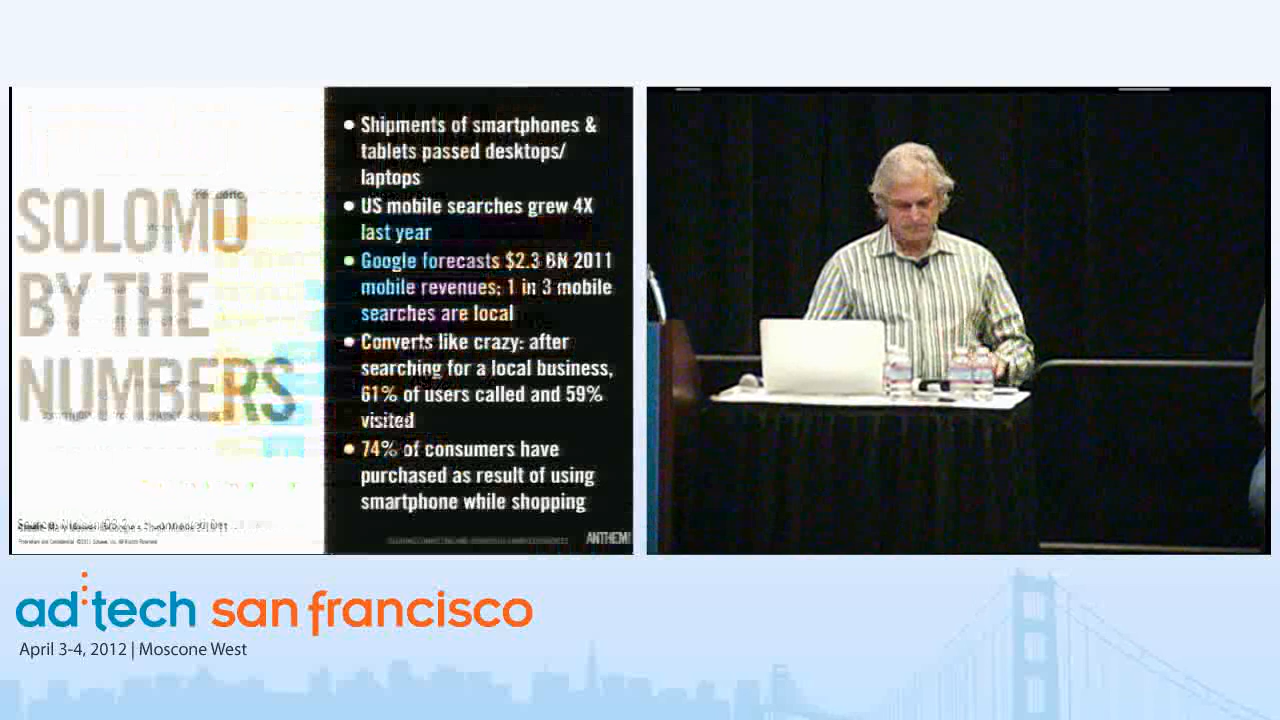 SOLOMO
BY THE
NUMBERS
• Shipments of smartphones &
tablets passed desktops/
laptops
• US mobile searches grew 4X
last year
• Google forecasts $2.3 BN 2011
mobile revenues; 1 in 3 mobile
searches are local
• Converts like crazy: after
searching for a local business,
61% of users called and 59%
visited
• 74% of consumers have
purchased as result of using
smartphone while shopping
ANTHEM!
ad:tech san francisco
April 3-4, 2012 | Moscone West